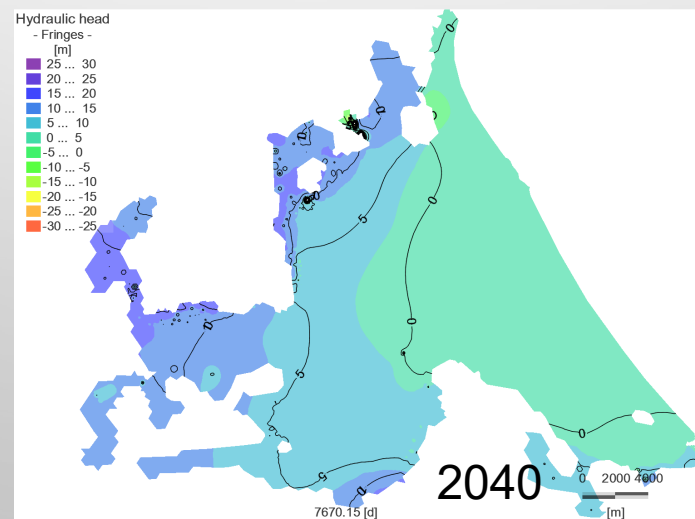 Hydraulic head
- Fringes -
[m]
25 ... 30
20 ... 25
15 ... 20
10 ... 15
5 ... 10
0 ... 5
-5 ... 0
-10 ... -5
-15 ... -10
-20 ... -15
-25 ... -20
-30 ... -25
0
0
5
0
0
5
5
0
2040
0 2000 4000
[m]
7670.15 [d]